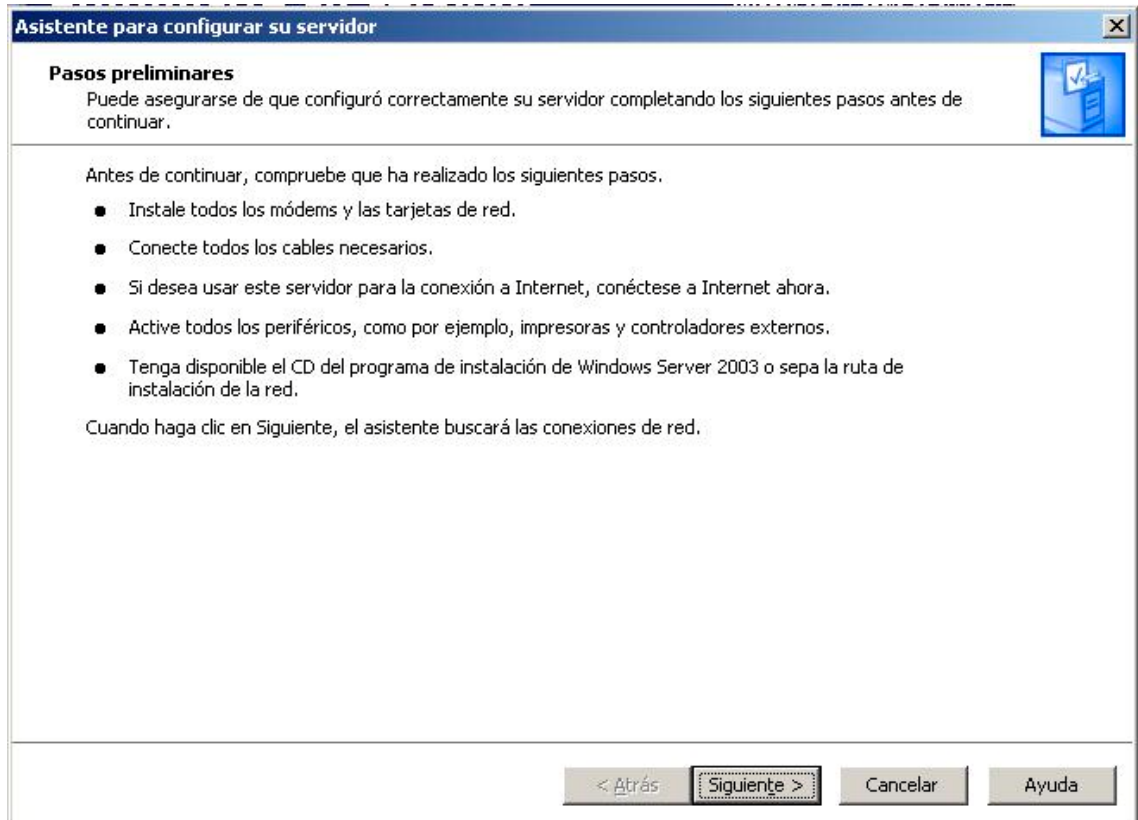 Asistente para configurar su servidor
Pasos preliminares
Puede asegurarse de que configuró correctamente su servidor completando los siguientes pasos antes de
continuar.
Antes de continuar, compruebe que ha realizado los siguientes pasos.
Instale todos los módems y las tarjetas de red.
Conecte todos los cables necesarios.
Si desea usar este servidor para la conexión a Internet, conéctese a Internet ahora.
Active todos los periféricos, como por ejemplo, impresoras y controladores externos.
Tenga disponible el CD del programa de instalación de Windows Server 2003 o sepa la ruta de
instalación de la red.
Cuando haga clic en Siguiente, el asistente buscará las conexiones de red.
< Atrás Siguiente > Cancelar Ayuda